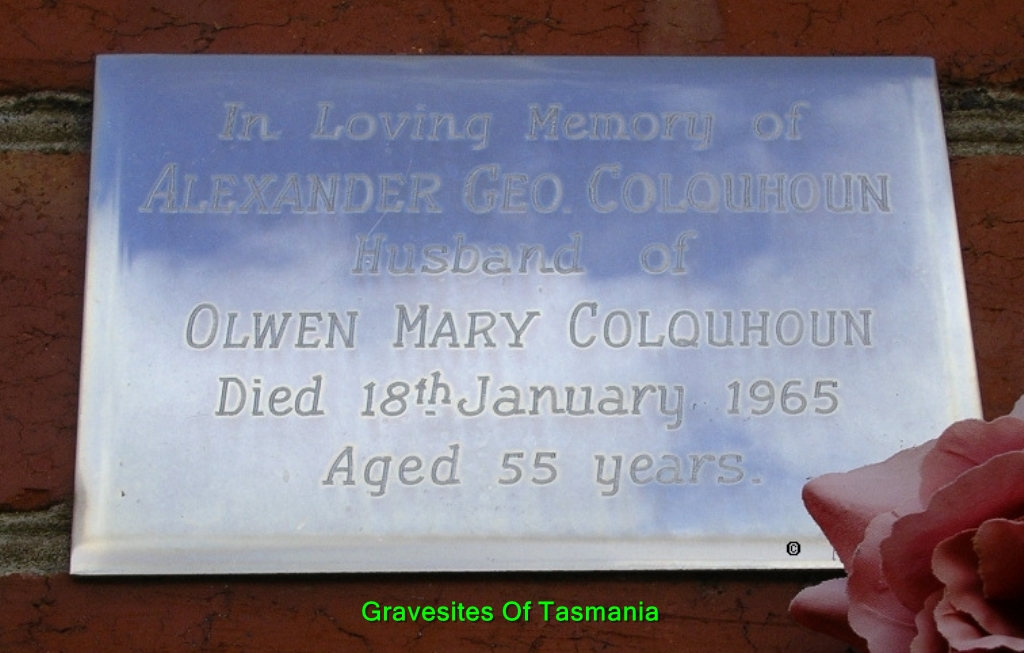 In Loving Memory of
ALEXANDER GEO. COLQUHOUN
Husband of
OLWEN MARY COLQUHOUN
Died 18th January 1965
Aged 55 years.
©
Gravesites Of Tasmania